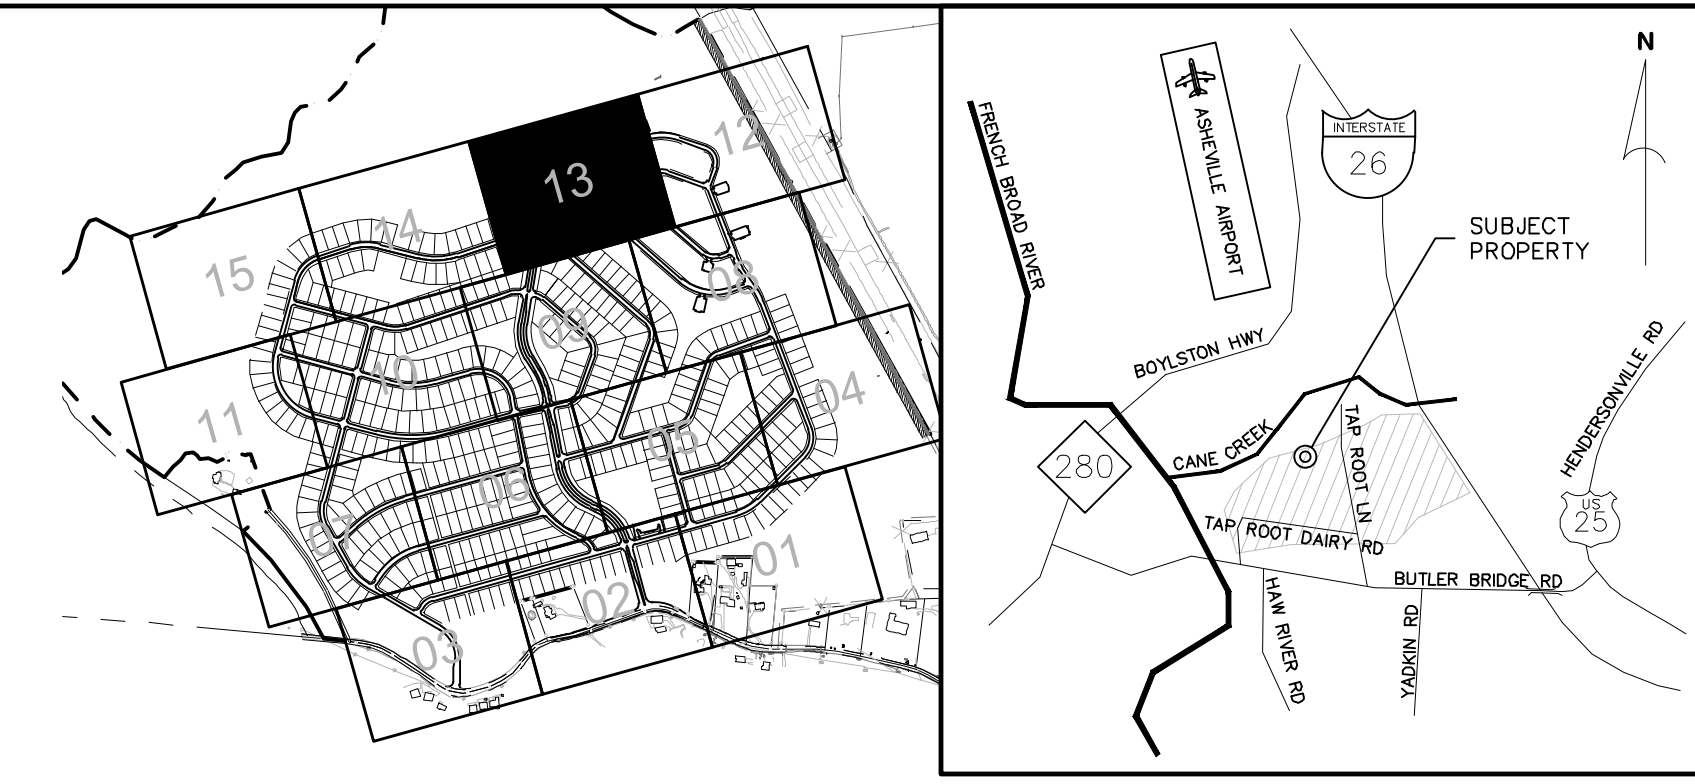 12
13
14
15
08
09
10
04
11
05
06
07
01
02
03
N
FRENCH BROAD RIVER
ASHEVILLE AIRPORT
INTERSTATE
26
SUBJECT
PROPERTY
BOYLSTON HWY
HENDERSONVILLE RD
TAP ROOT LN
CANE CREEK
280
US
25
TAP ROOT DAIRY RD
BUTLER BRIDGE RD
HAW RIVER RD
YADKIN RD